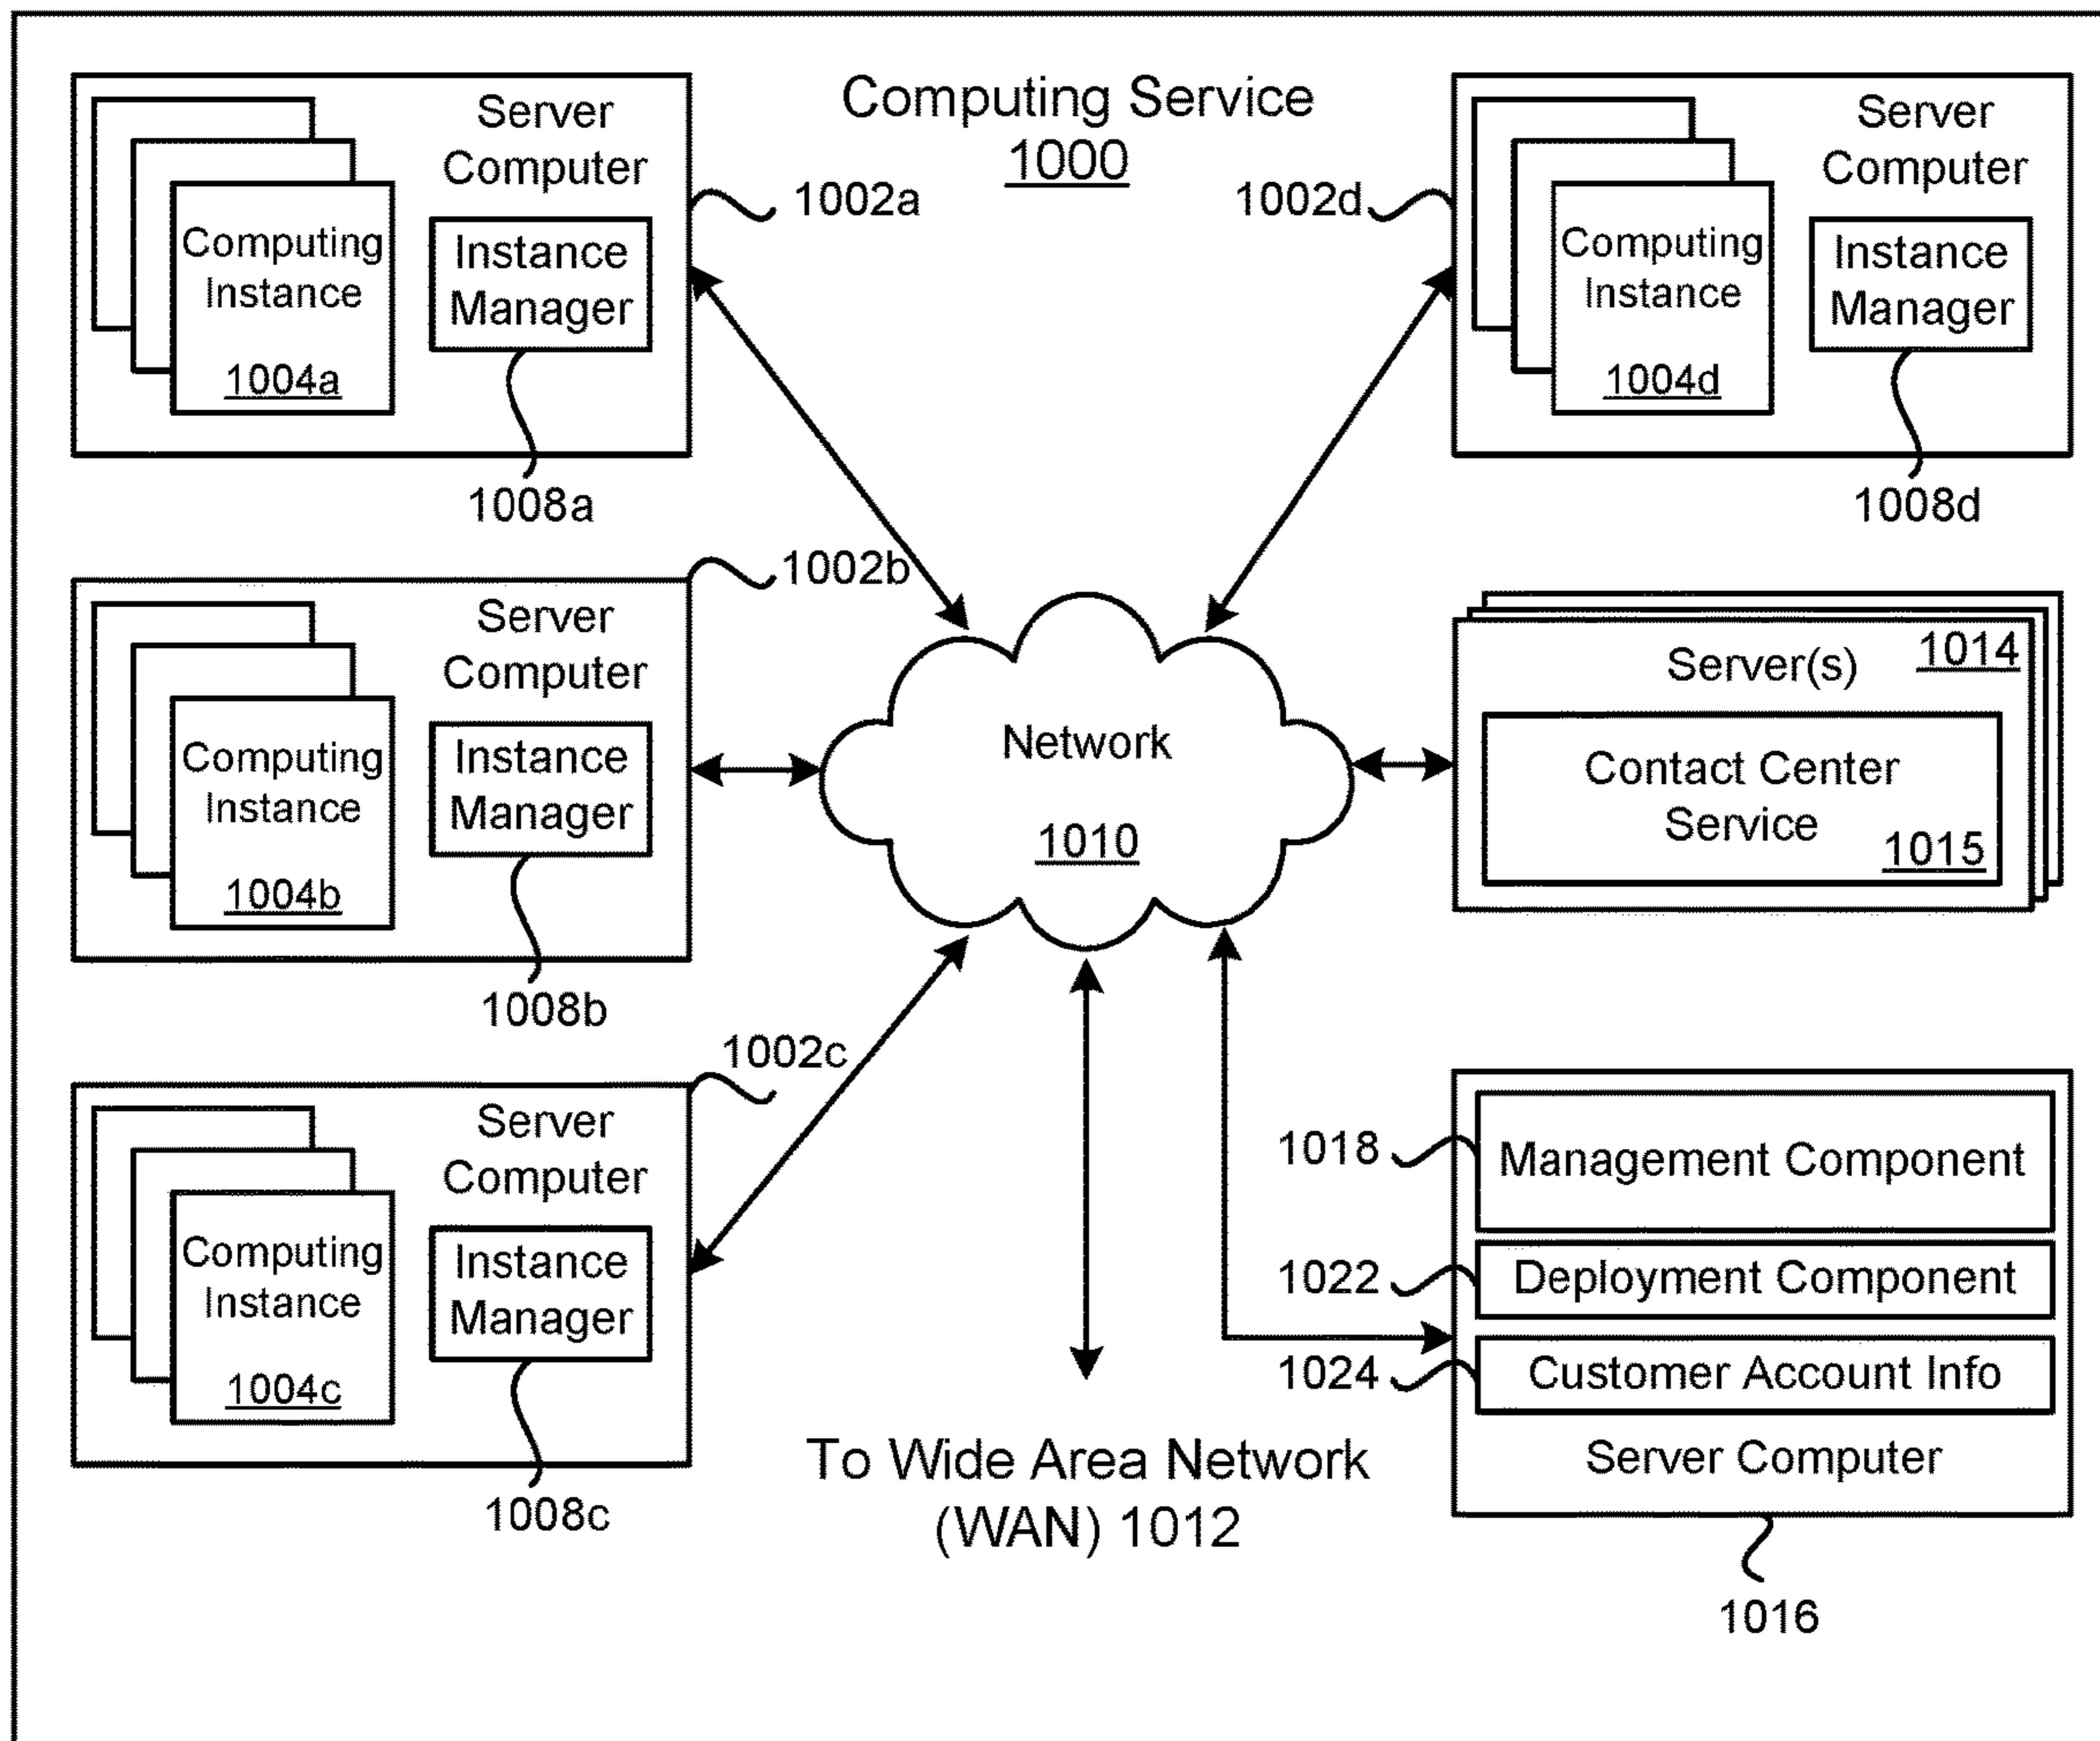 Computing Service
1000
Server
Computer
Computing
Instance
1004a
Instance
Manager
1002a
1008a
1002d
Server
Computer
Computing
Instance
1004d
Instance
Manager
1008d
1002b
Server
Computer
Computing
Instance
1004b
Instance
Manager
1008b
Network
1010
Server(s)
1014
Contact Center
Service
1015
1002c
Server
Computer
Computing
Instance
1004c
Instance
Manager
1008c
To Wide Area Network
(WAN) 1012
1018
Management Component
1022
Deployment Component
1024
Customer Account Info
Server Computer
1016